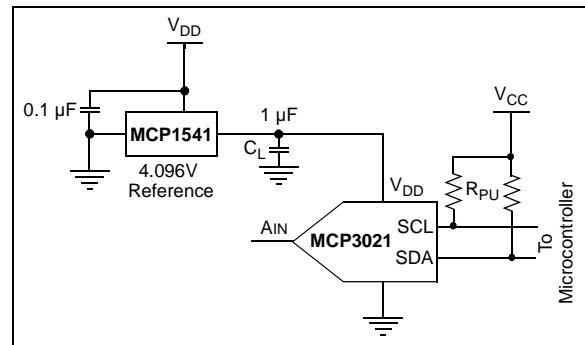 VDD
0.1 µF
MCP1541
1 µF
CL
4.096V
Reference
VCC
VDD
RPU
AIN
MCP3021
SCL
SDA
To
Microcontroller